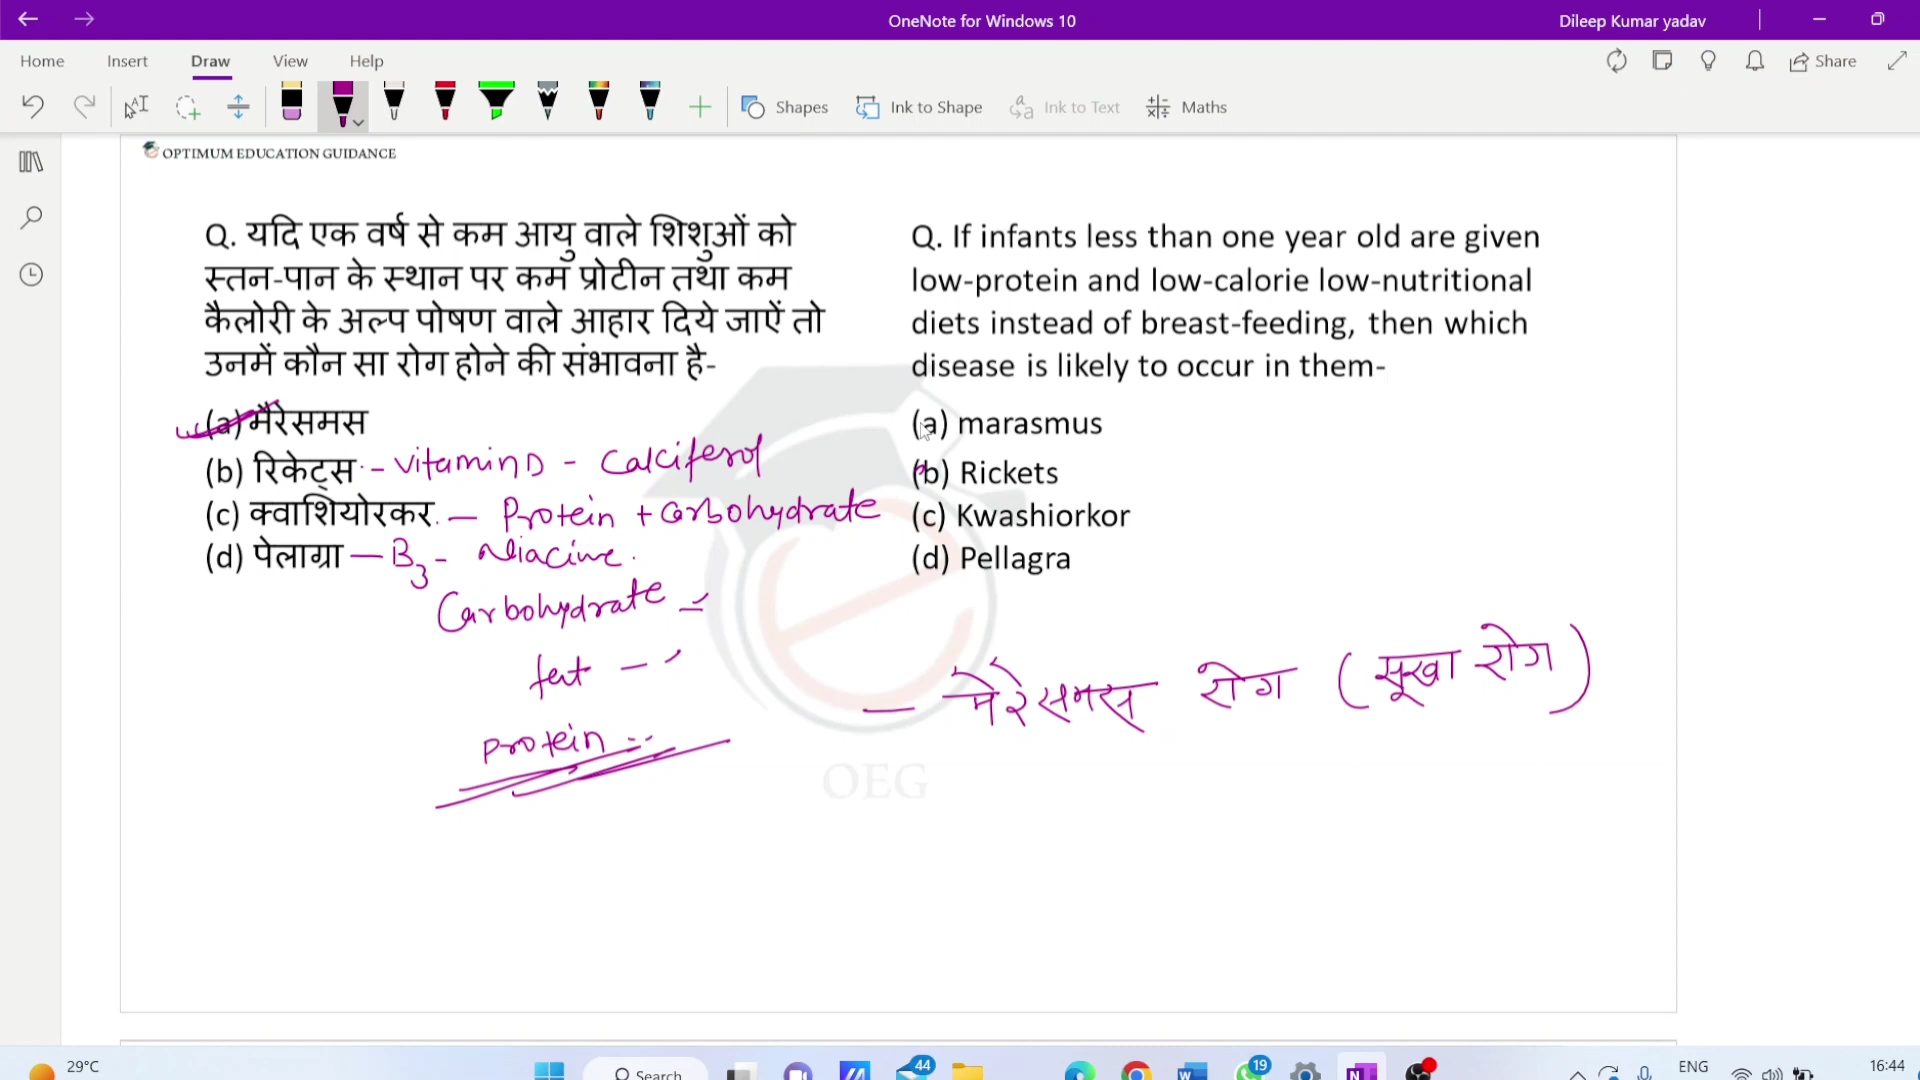 OneNote for Windows 10
Dileep Kumar yadav
Home Insert Draw View Help
Share
Shapes Ink to Shape Ink to Text Maths
OPTIMUM EDUCATION GUIDANCE
Q. यदि एक वर्ष से कम आयु वाले शिशुओं को
स्तन-पान के स्थान पर कम प्रोटीन तथा कम
कैलोरी के अल्प पोषण वाले आहार दिये जाऐं तो
उनमें कौन सा रोग होने की संभावना है-
(a) मैरेसमस
(b) रिकेट्स - vitamin D - Calciferol
(c) क्वाशियोरकर - Protein + Carbohydrate
(d) पेलाग्रा - B3 - Niacine
Carbohydrate
fat
protein
Q. If infants less than one year old are given
low-protein and low-calorie low-nutritional
diets instead of breast-feeding, then which
disease is likely to occur in them-
(a) marasmus
(b) Rickets
(c) Kwashiorkor
(d) Pellagra
- मैरेसमस रोग (सूखा रोग)
OEG
29°C
Search
44
19
ENG
16:44